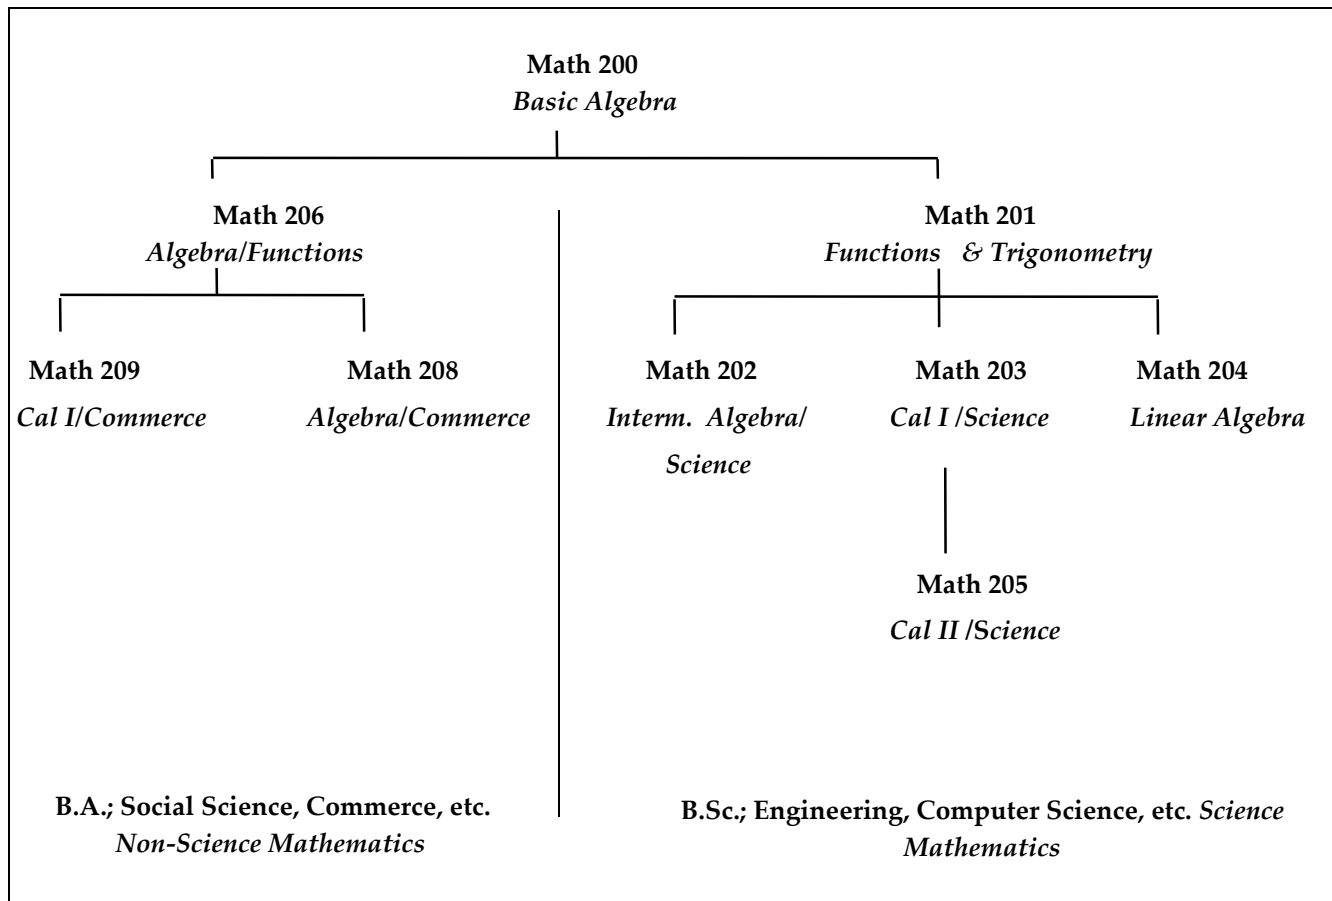 Math 200
Basic Algebra
Math 206
Algebra/Functions
Math 201
Functions & Trigonometry
Math 209
Cal I/Commerce
Math 208
Algebra/Commerce
Math 202
Interm. Algebra/
Science
Math 203
Cal I /Science
Math 204
Linear Algebra
Math 205
Cal II /Science
B.A.; Social Science, Commerce, etc.
Non-Science Mathematics
B.Sc.; Engineering, Computer Science, etc. Science
Mathematics